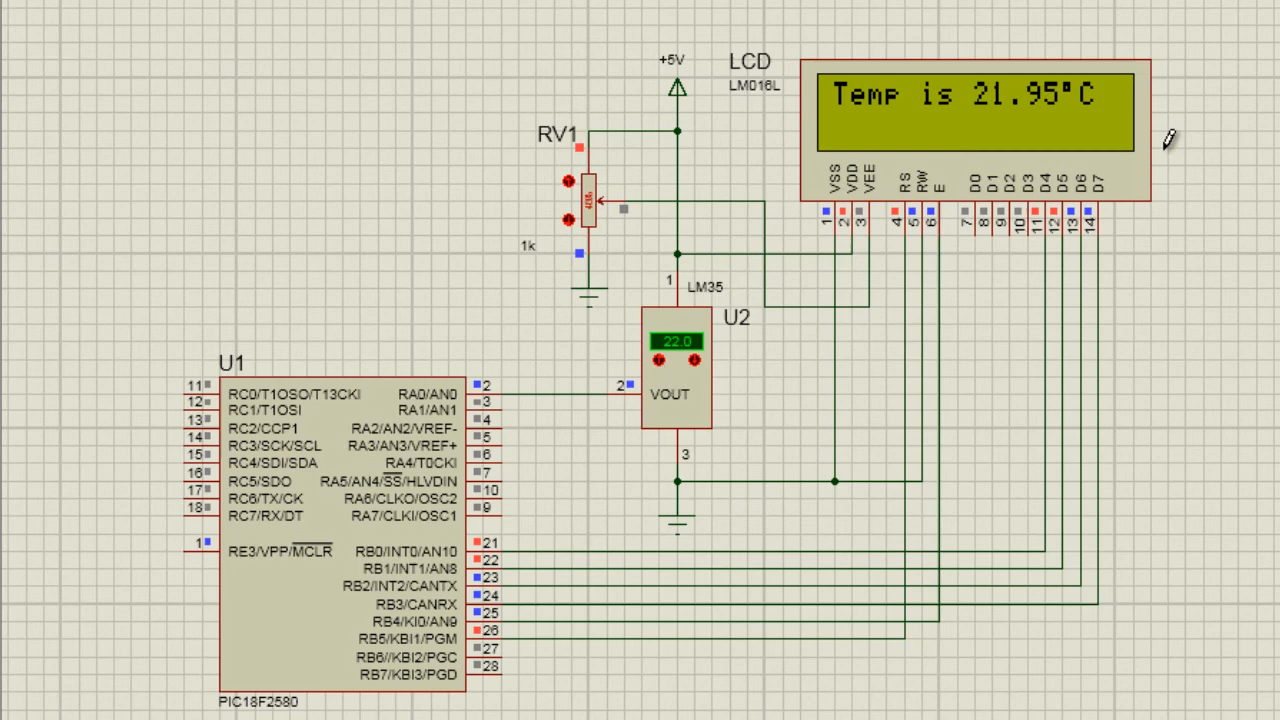 +5V
LCD
LM016L
Temp is 21.95°C
RV1
1k
VSS
VDD
VEE
RS
RW
E
D0
D1
D2
D3
D4
D5
D6
D7
1
2
3
4
5
6
7
8
9
10
11
12
13
14
1
LM35
U2
22.0
2
VOUT
3
U1
11 RC0/T1OSO/T13CKI RA0/AN0 2
12 RC1/T1OSI RA1/AN1 3
13 RC2/CCP1 RA2/AN2/VREF- 4
14 RC3/SCK/SCL RA3/AN3/VREF+ 5
15 RC4/SDI/SDA RA4/T0CKI 6
16 RC5/SDO RA5/AN4/SS/HLVDIN 7
17 RC6/TX/CK RA6/CLKO/OSC2 10
18 RC7/RX/DT RA7/CLKI/OSC1 9
1 RE3/VPP/MCLR RB0/INT0/AN10 21
RB1/INT1/AN8 22
RB2/INT2/CANTX 23
RB3/CANRX 24
RB4/KI0/AN9 25
RB5/KBI1/PGM 26
RB6//KBI2/PGC 27
RB7/KBI3/PGD 28
PIC18F2580